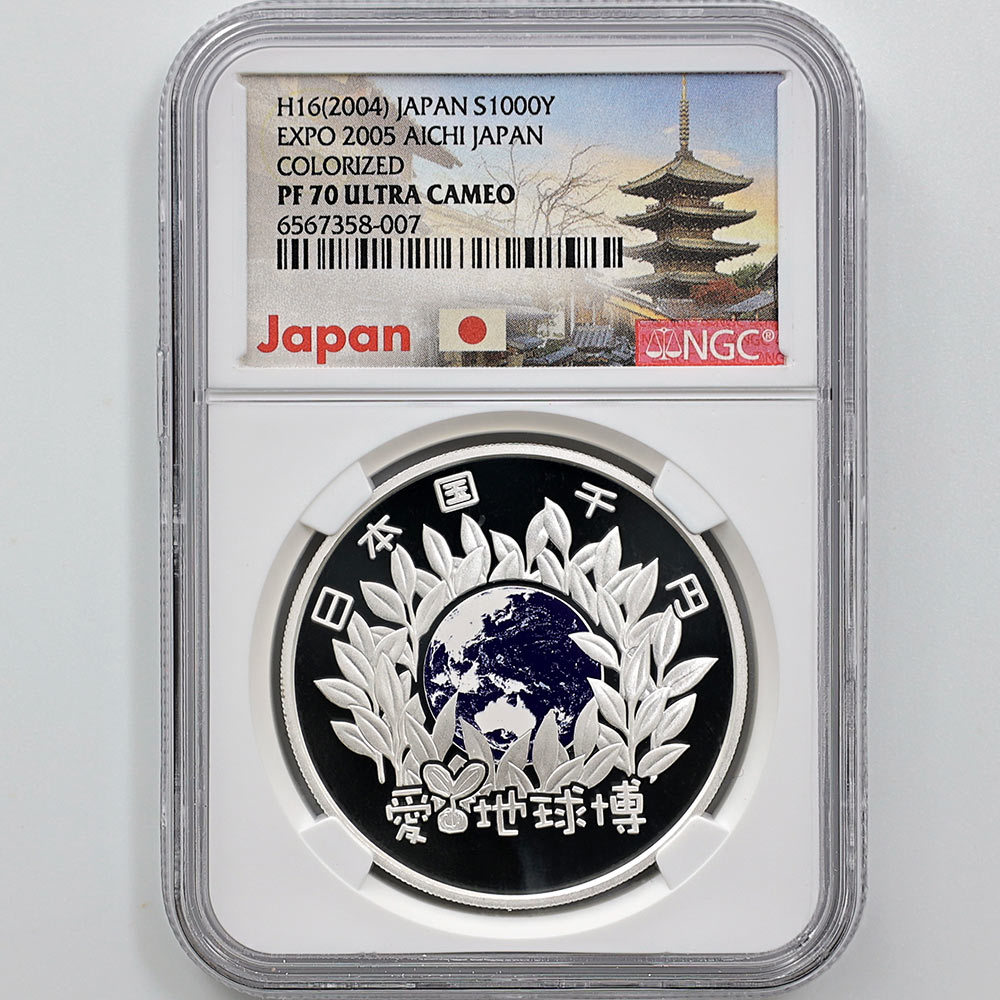 H16(2004) JAPAN S1000Y
EXPO 2005 AICHI JAPAN
COLORIZED
PF 70 ULTRA CAMEO
6567358-007
Japan
NGC®
日本国千円
愛・地球博